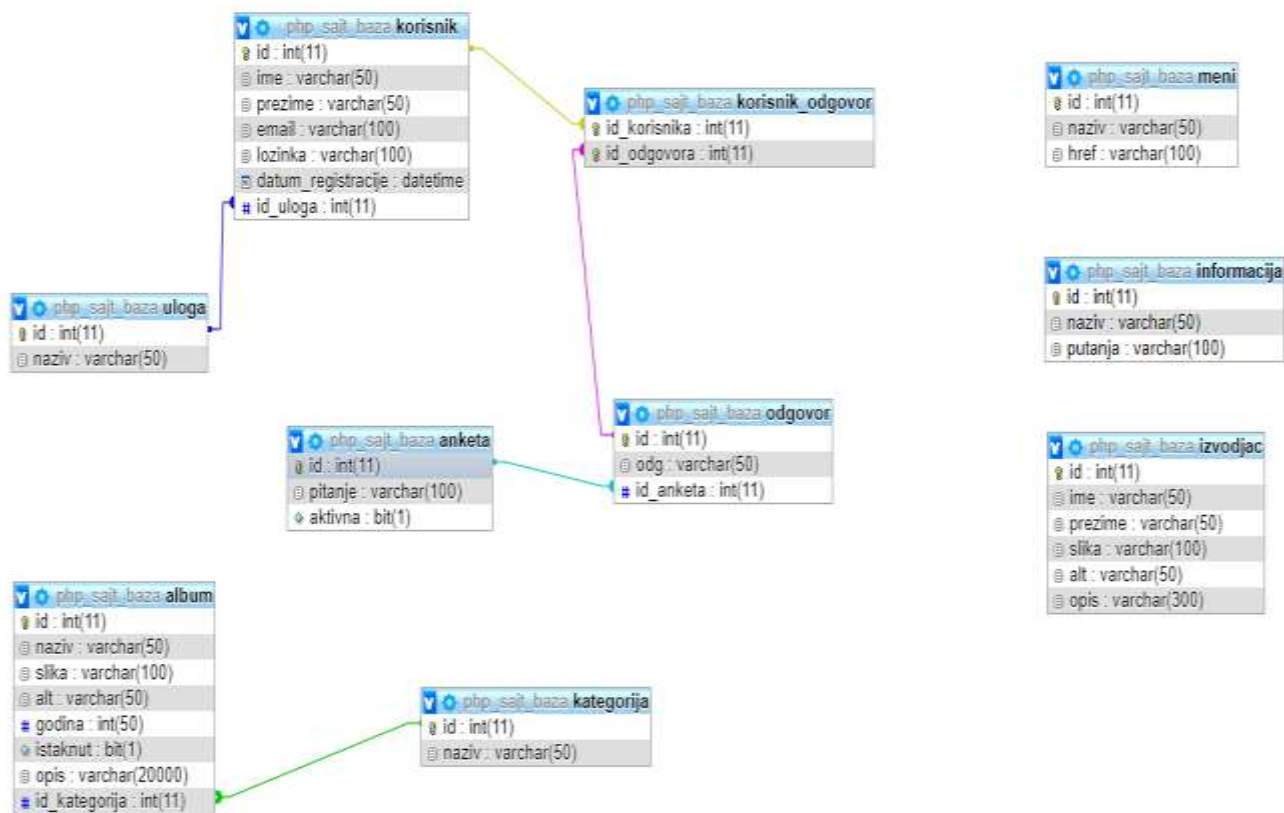 php_sajt_baza korisnik
id : int(11)
ime : varchar(50)
prezime : varchar(50)
email : varchar(100)
lozinka : varchar(100)
datum_registracije : datetime
id_uloga : int(11)
php_sajt_baza korisnik_odgovor
id_korisnika : int(11)
id_odgovora : int(11)
php_sajt_baza meni
id : int(11)
naziv : varchar(50)
href : varchar(100)
php_sajt_baza uloga
id : int(11)
naziv : varchar(50)
php_sajt_baza informacija
id : int(11)
naziv : varchar(50)
putanja : varchar(100)
php_sajt_baza anketa
id : int(11)
pitanje : varchar(100)
aktivna : bit(1)
php_sajt_baza odgovor
id : int(11)
odg : varchar(50)
id_anketa : int(11)
php_sajt_baza izvodjac
id : int(11)
ime : varchar(50)
prezime : varchar(50)
slika : varchar(100)
alt : varchar(50)
opis : varchar(300)
php_sajt_baza album
id : int(11)
naziv : varchar(50)
slika : varchar(100)
alt : varchar(50)
godina : int(50)
istaknut : bit(1)
opis : varchar(20000)
id_kategorija : int(11)
php_sajt_baza kategorija
id : int(11)
naziv : varchar(50)